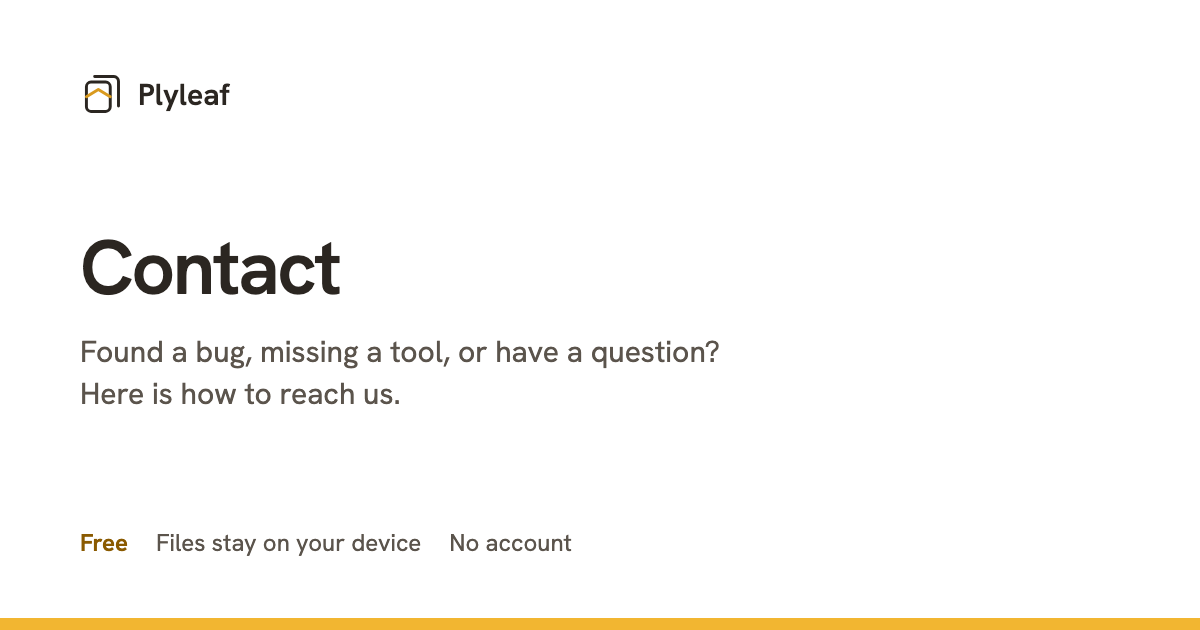 Plyleaf
Contact
Found a bug, missing a tool, or have a question?
Here is how to reach us.
Free Files stay on your device No account